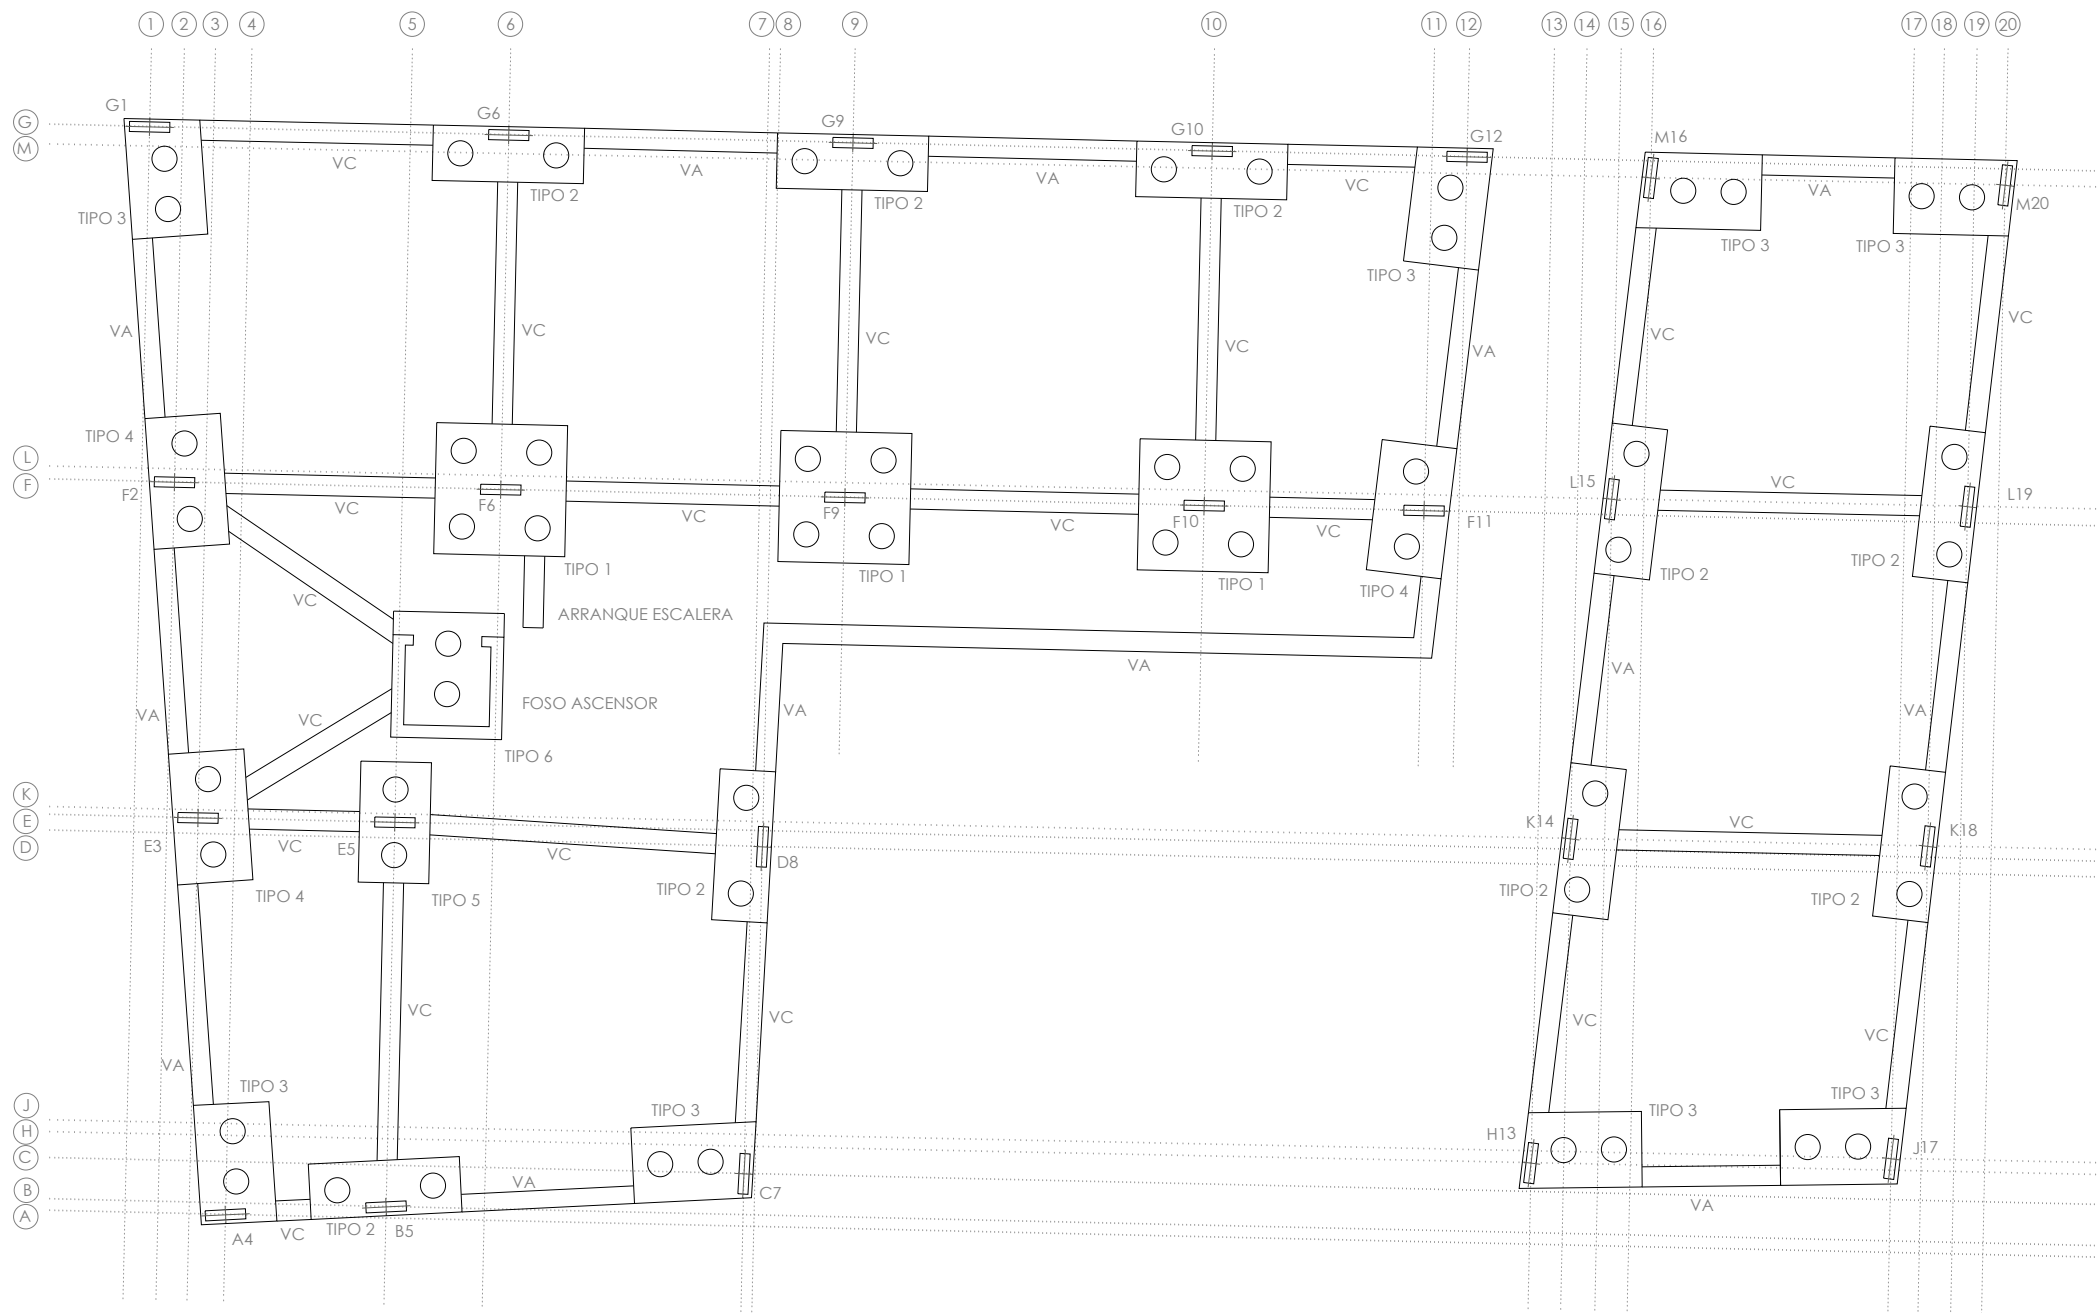 1 2 3 4 5 6 7 8 9 10 11 12 13 14 15 16 17 18 19 20
G1
G6
G9
G10
G12
M16
G
M
VC
VA
VA
VC
VA
TIPO 2
TIPO 2
TIPO 2
M20
TIPO 3
TIPO 3
TIPO 3
TIPO 3
VA
VC
VC
VC
VA
VC
VC
TIPO 4
L
F
F2
VC
F6
VC
F9
VC
F10
VC
F11
L15
VC
L19
TIPO 1
TIPO 1
TIPO 1
TIPO 4
TIPO 2
TIPO 2
VC
ARRANQUE ESCALERA
VA
VA
VA
VC
FOSO ASCENSOR
VA
VA
TIPO 6
K
E
D
E3
VC
E5
VC
D8
K14
VC
K18
TIPO 4
TIPO 5
TIPO 2
TIPO 2
TIPO 2
VC
VC
VC
VC
VA
TIPO 3
TIPO 3
TIPO 3
TIPO 3
J
H
C
B
A
H13
J17
VA
C7
VA
A4
VC
TIPO 2
B5